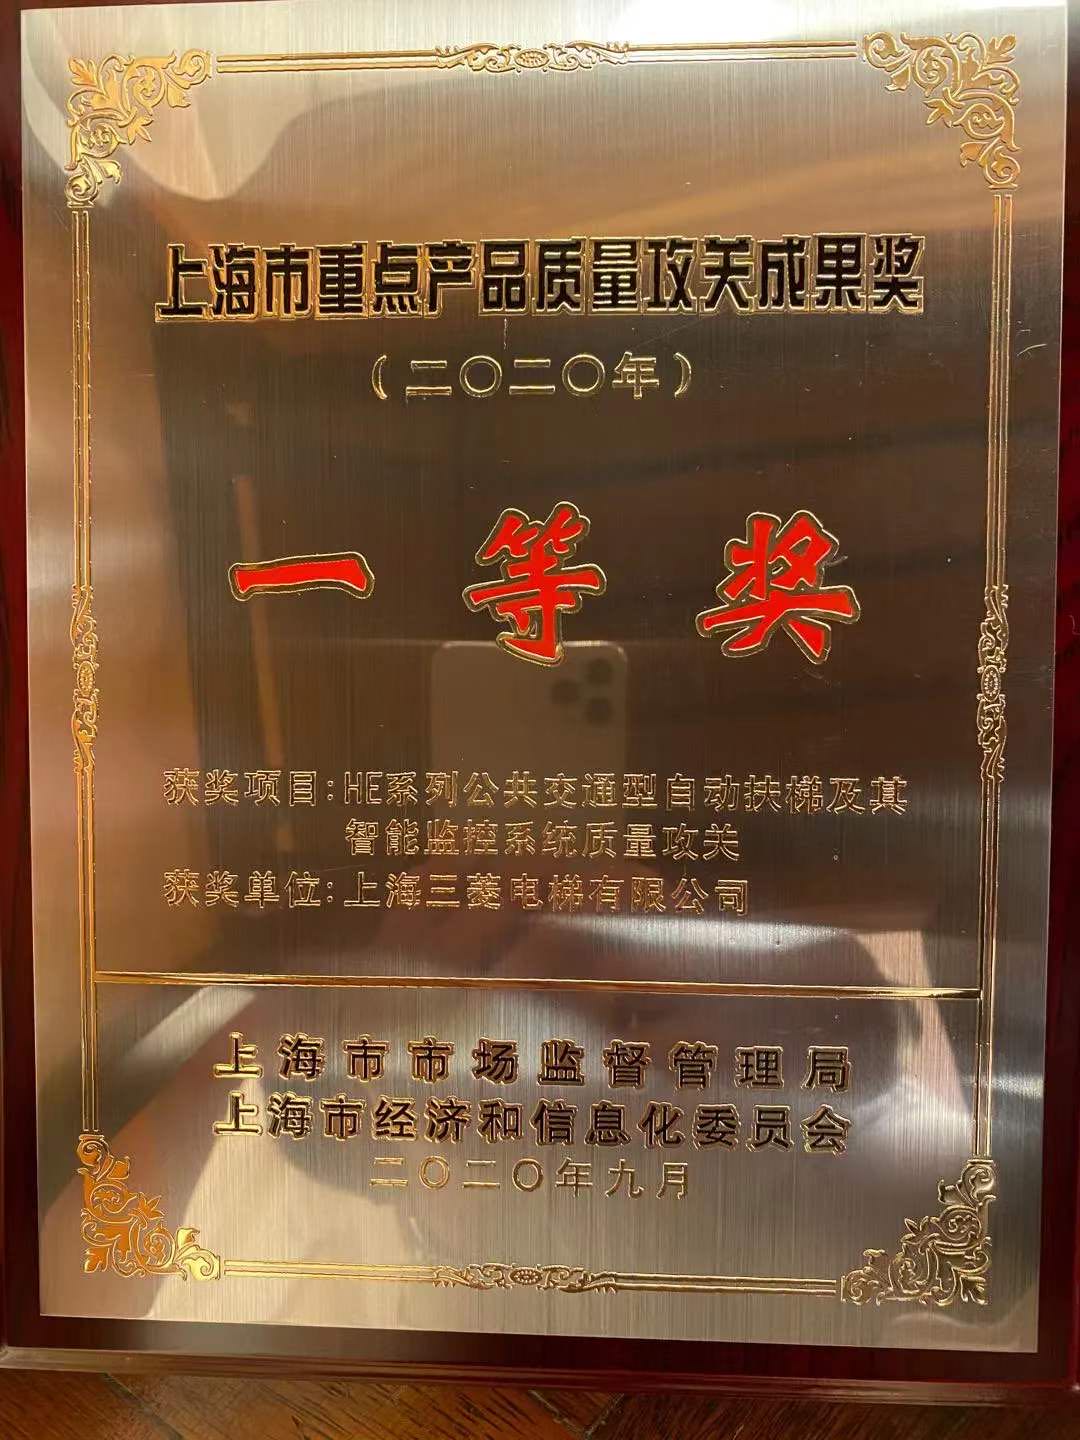 上海市重点产品质量攻关成果奖
（二〇二〇年）
一等奖
获奖项目：HE系列公共交通型自动扶梯及其
智能监控系统质量攻关
获奖单位：上海三菱电梯有限公司
上海市市场监督管理局
上海市经济和信息化委员会
二〇二〇年九月